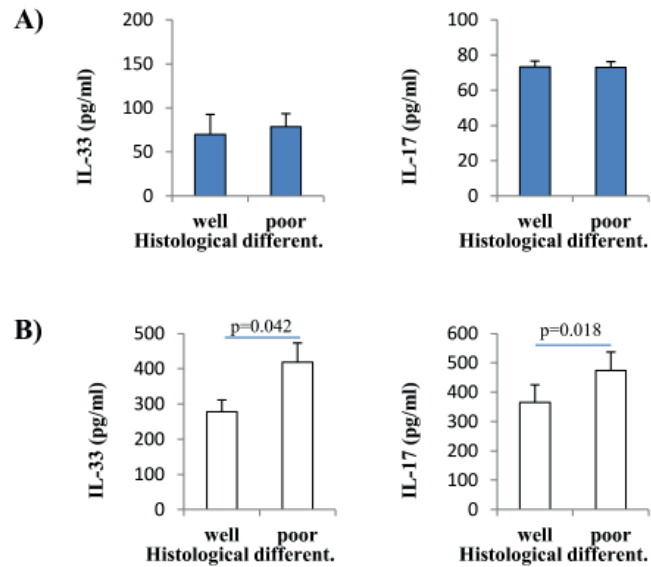 A)
IL-33 (pg/ml)
200
150
100
50
0
well poor
Histological different.
IL-17 (pg/ml)
100
80
60
40
20
0
well poor
Histological different.
B)
IL-33 (pg/ml)
500
400
300
200
100
0
p=0.042
well poor
Histological different.
IL-17 (pg/ml)
600
500
400
300
200
100
0
p=0.018
well poor
Histological different.